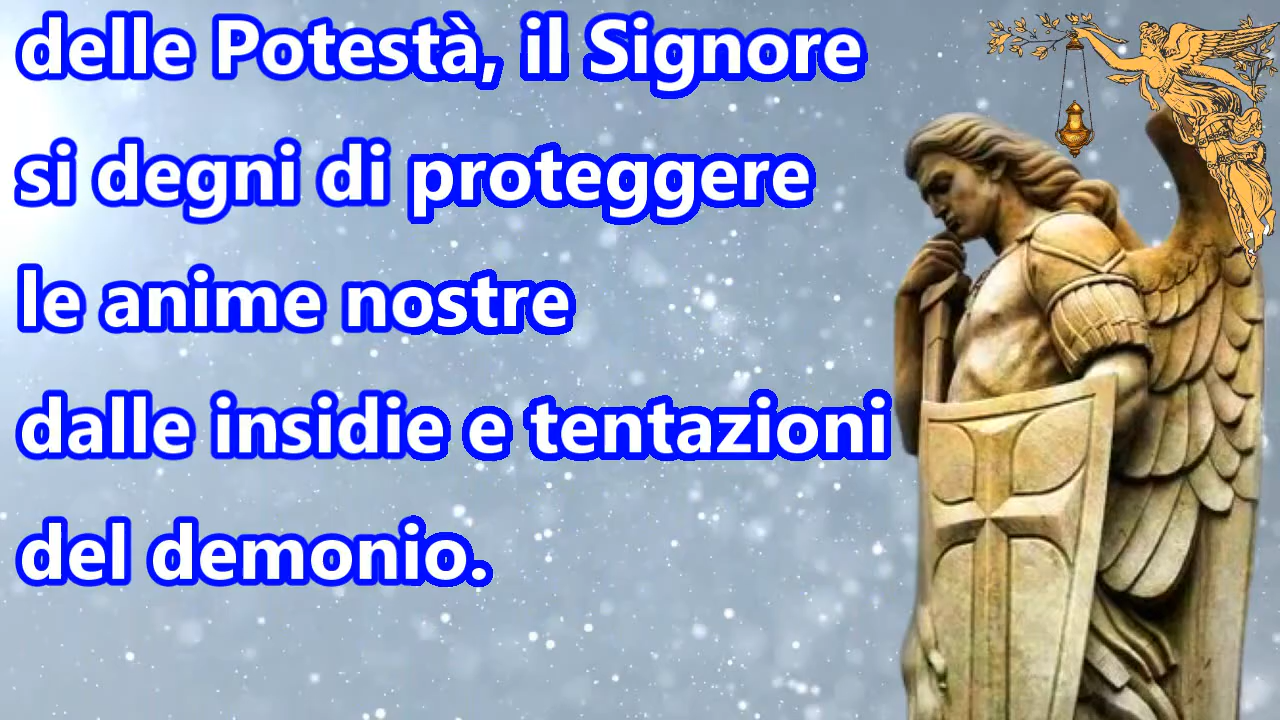 delle Potestà, il Signore
si degni di proteggere
le anime nostre
dalle insidie e tentazioni
del demonio.